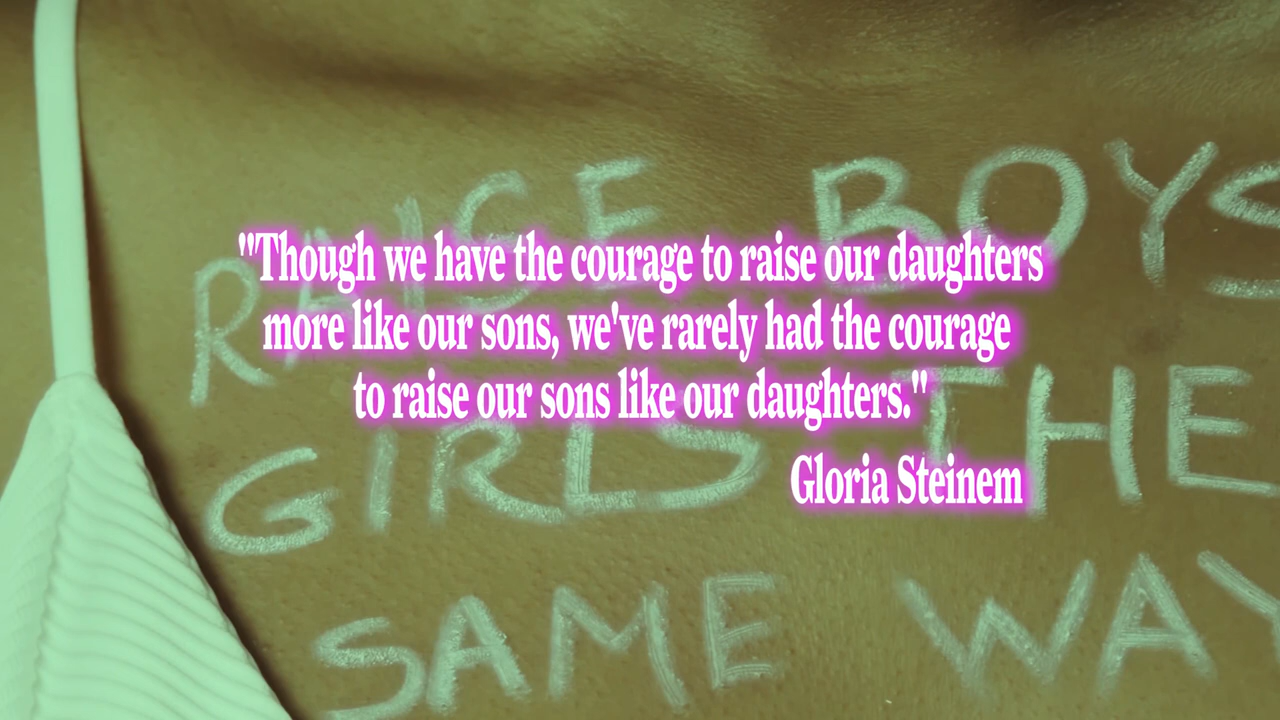 RAISE BOYS
"Though we have the courage to raise our daughters
more like our sons, we've rarely had the courage
to raise our sons like our daughters."
GIRLS THE
Gloria Steinem
SAME WAY